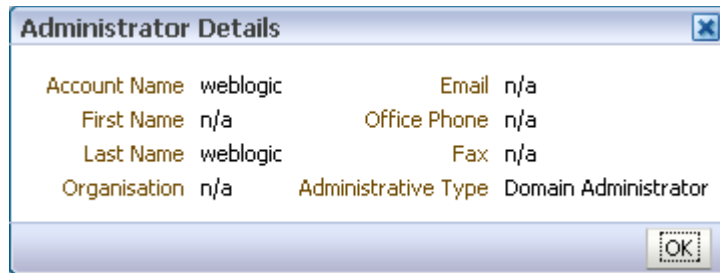 Administrator Details
Account Name weblogic Email n/a
First Name n/a Office Phone n/a
Last Name weblogic Fax n/a
Organisation n/a Administrative Type Domain Administrator
OK